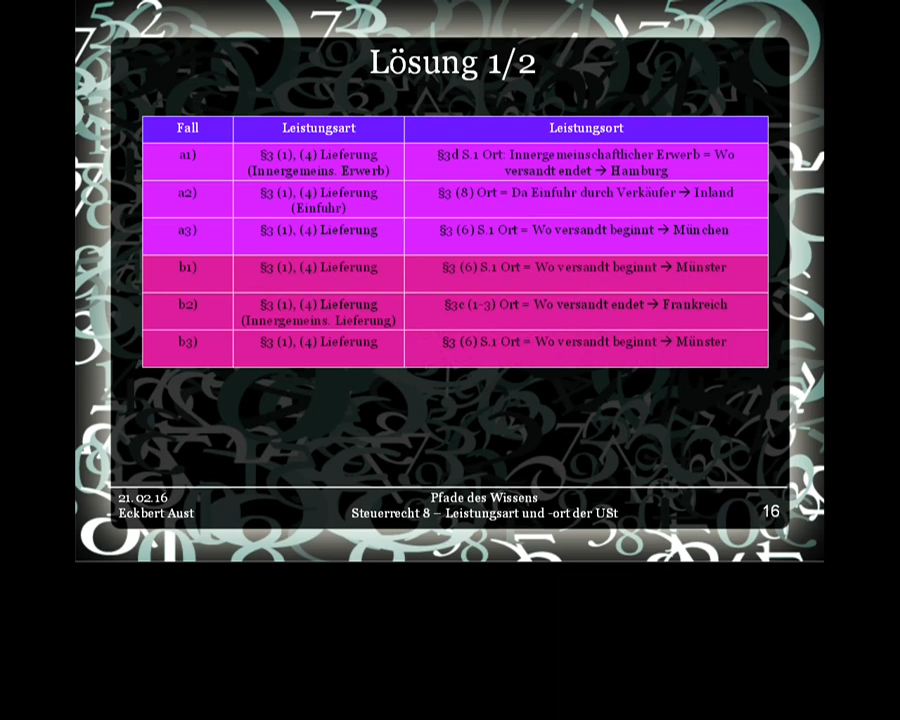 Lösung 1/2
Fall Leistungsart Leistungsort
a1) §3 (1), (4) Lieferung §3d S.1 Ort: Innergemeinschaftlicher Erwerb = Wo
(Innergemeins. Erwerb) versandt endet → Hamburg
a2) §3 (1), (4) Lieferung §3 (8) Ort = Da Einfuhr durch Verkäufer → Inland
(Einfuhr)
a3) §3 (1), (4) Lieferung §3 (6) S.1 Ort = Wo versandt beginnt → München
b1) §3 (1), (4) Lieferung §3 (6) S.1 Ort = Wo versandt beginnt → Münster
b2) §3 (1), (4) Lieferung §3c (1-3) Ort = Wo versandt endet → Frankreich
(Innergemeins. Lieferung)
b3) §3 (1), (4) Lieferung §3 (6) S.1 Ort = Wo versandt beginnt → Münster
21.02.16 Pfade des Wissens
Eckbert Aust Steuerrecht 8 – Leistungsart und -ort der USt 16